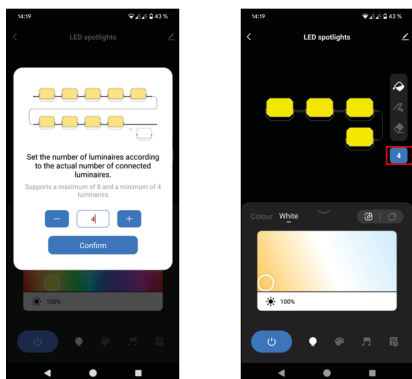 14:19
43 %
LED spotlights
Set the number of luminaires according
to the actual number of connected
luminaires.
Supports a maximum of 8 and a minimum of 4
luminaires
− 4 +
Confirm
100%
14:19
43 %
LED spotlights
4
Colour White
100%